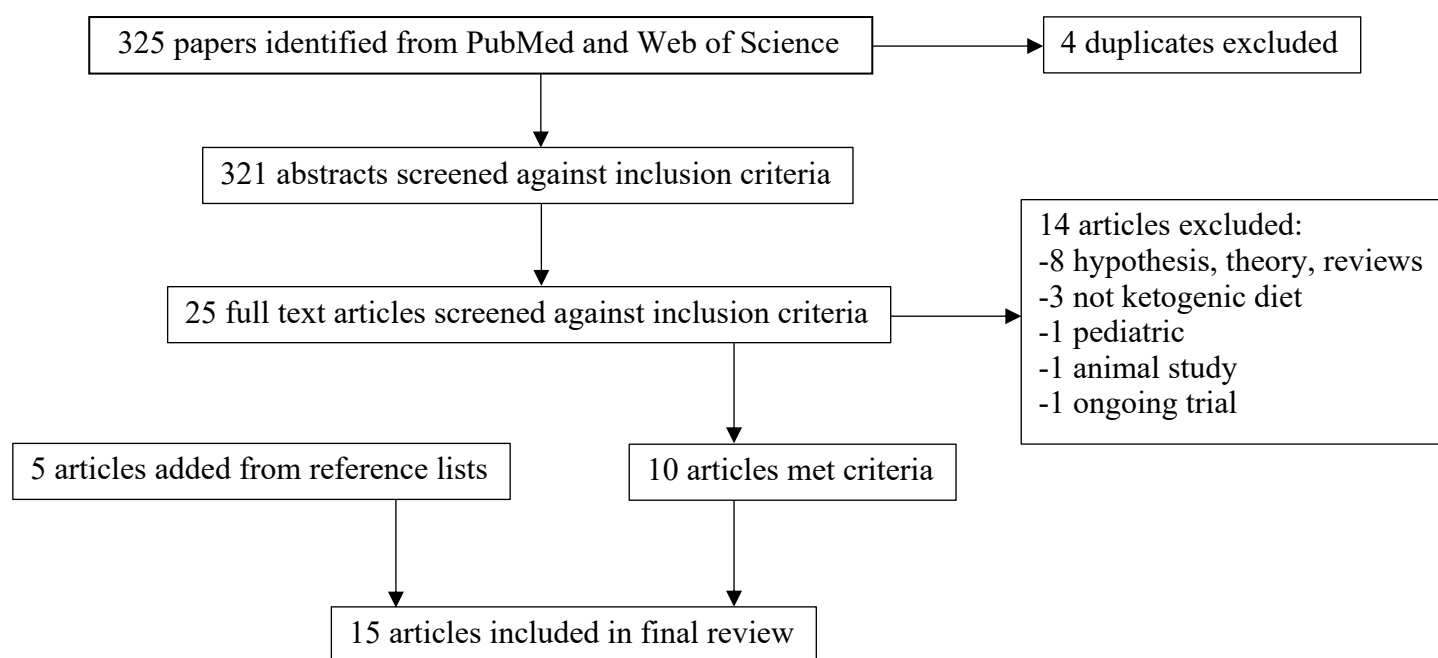 325 papers identified from PubMed and Web of Science
4 duplicates excluded
321 abstracts screened against inclusion criteria
25 full text articles screened against inclusion criteria
14 articles excluded:
-8 hypothesis, theory, reviews
-3 not ketogenic diet
-1 pediatric
-1 animal study
-1 ongoing trial
5 articles added from reference lists
10 articles met criteria
15 articles included in final review